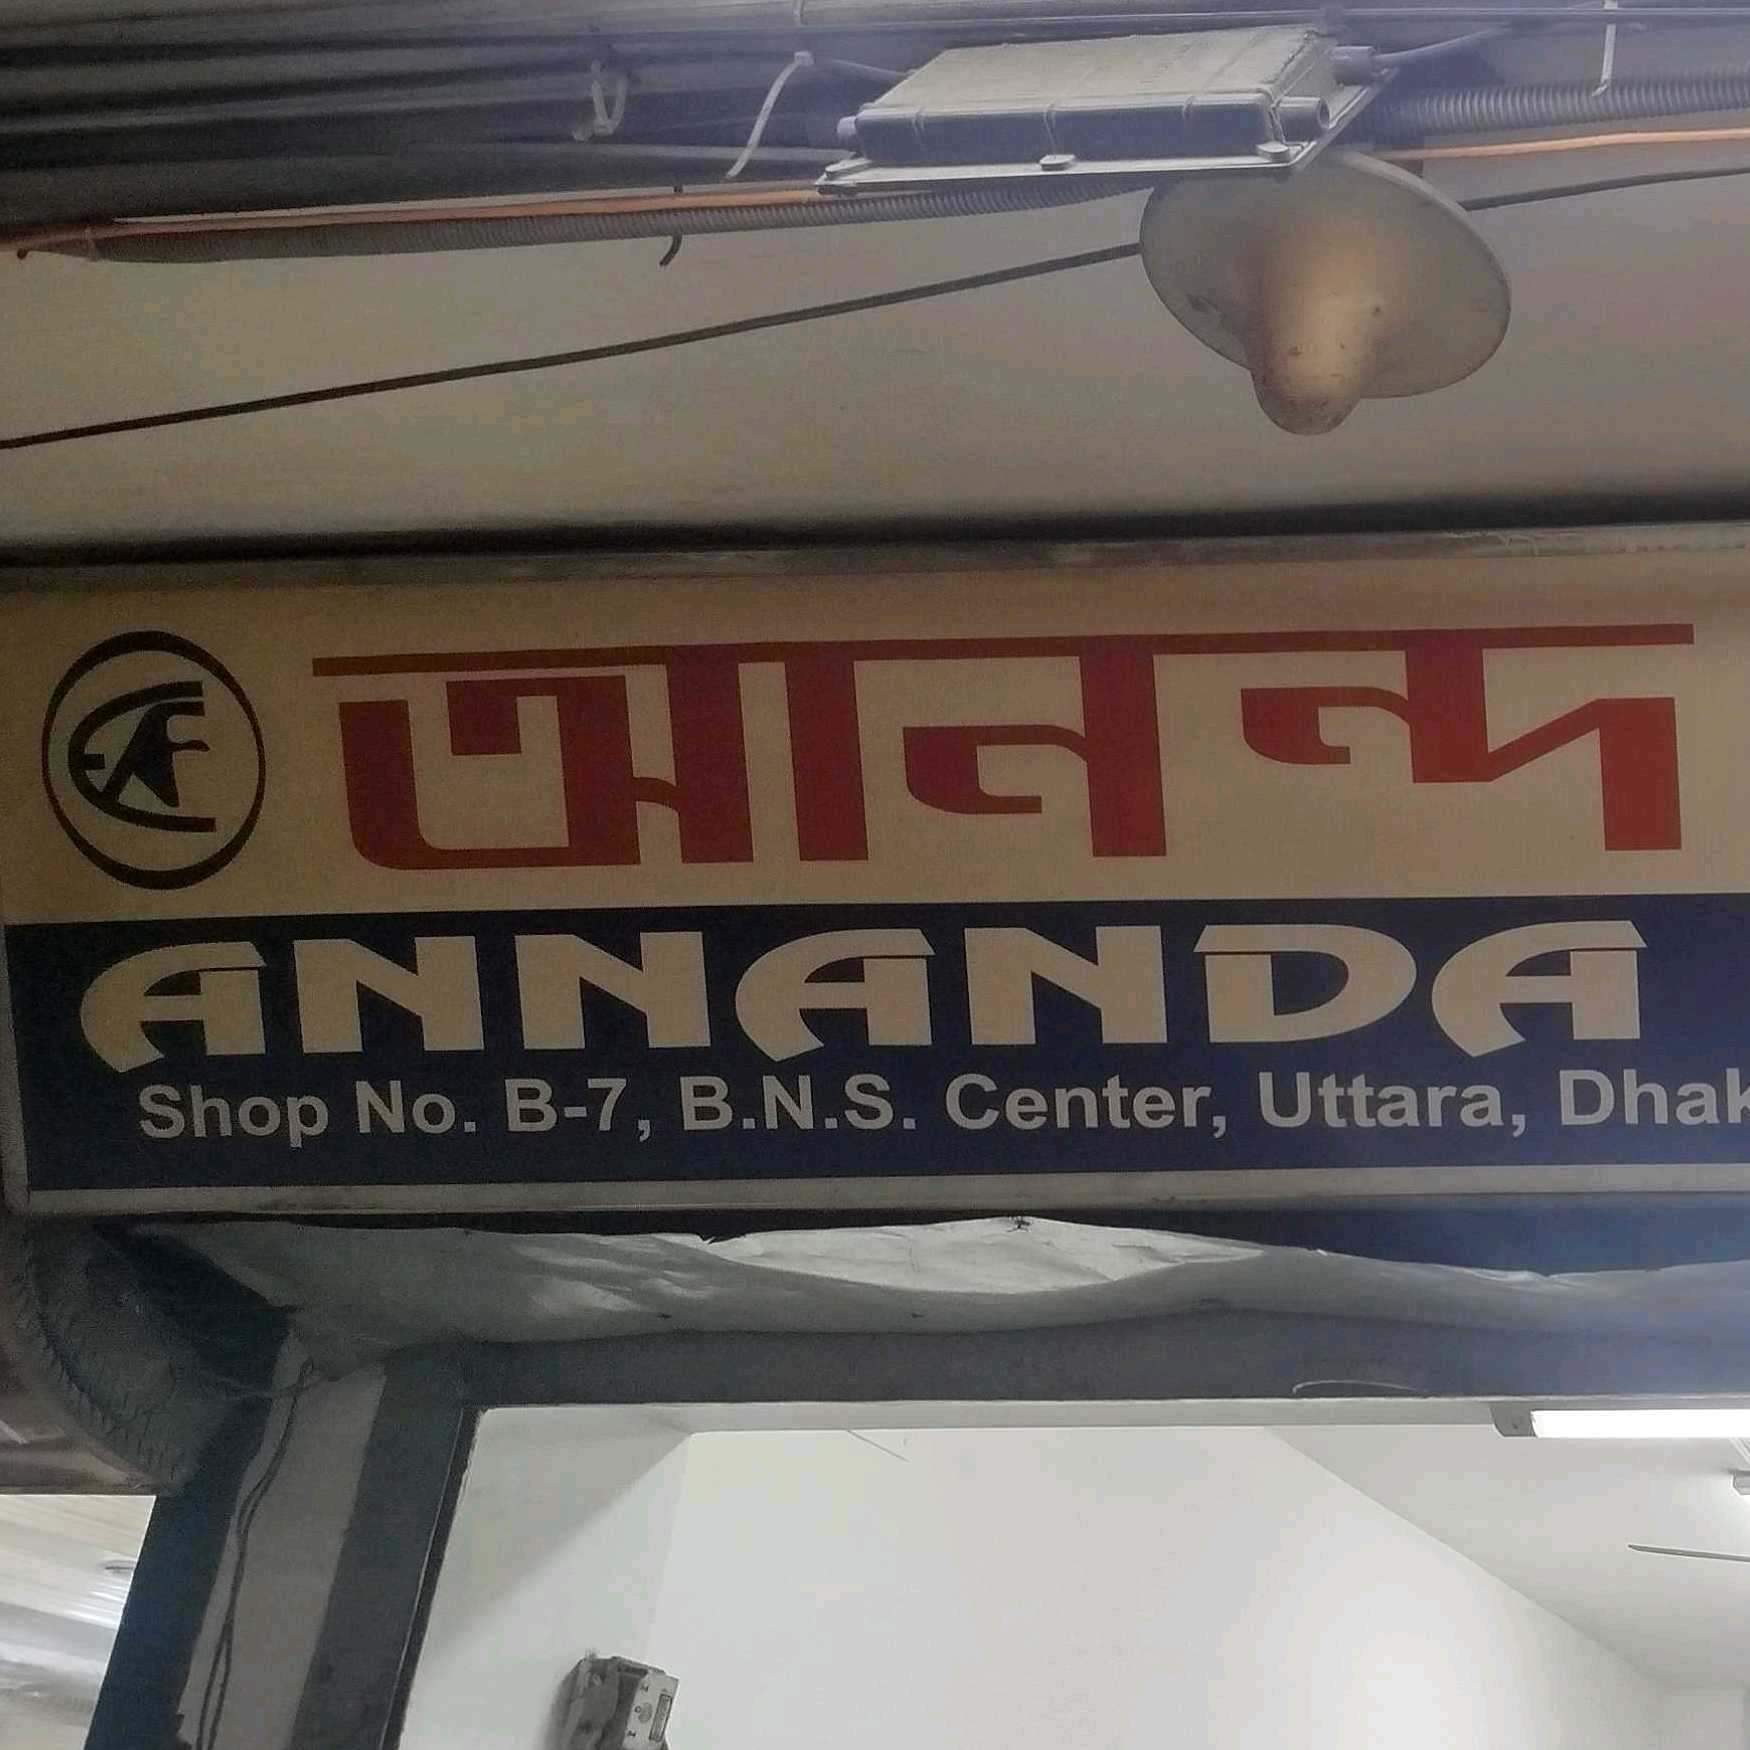 আনন্দ
ANNANDA
Shop No. B-7, B.N.S. Center, Uttara, Dhak